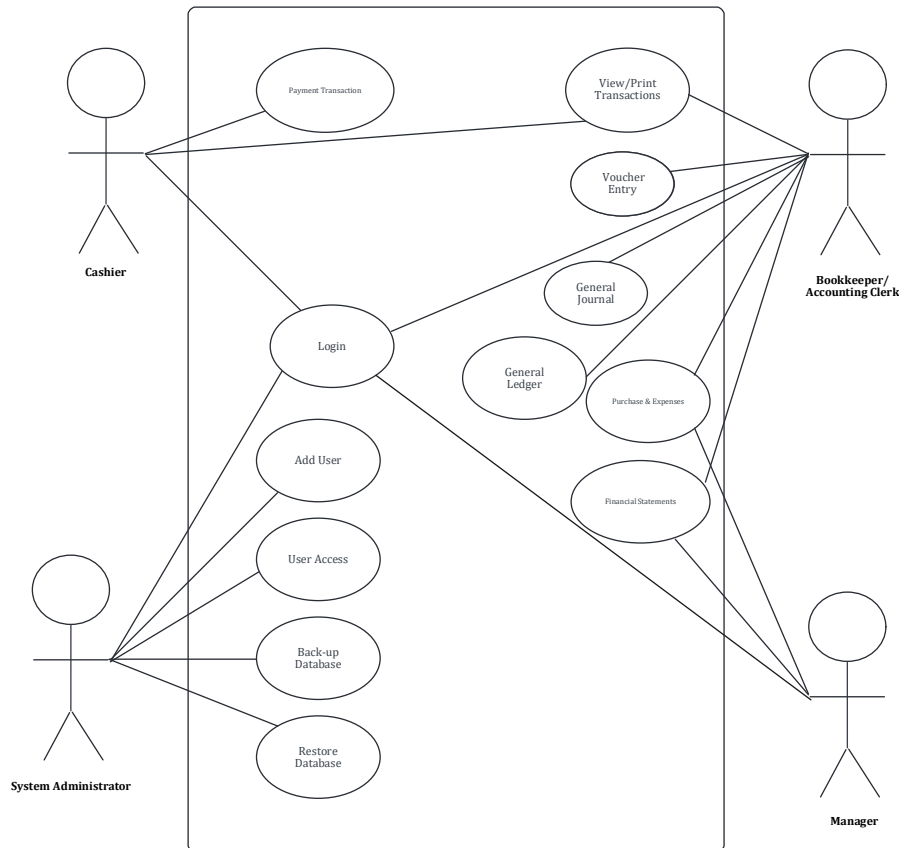 Payment Transaction
View/Print
Transactions
Voucher
Entry
Cashier
Bookkeeper/
Accounting Clerk
General
Journal
Login
General
Ledger
Purchase & Expenses
Add User
Financial Statements
User Access
Back-up
Database
Restore
Database
System Administrator
Manager